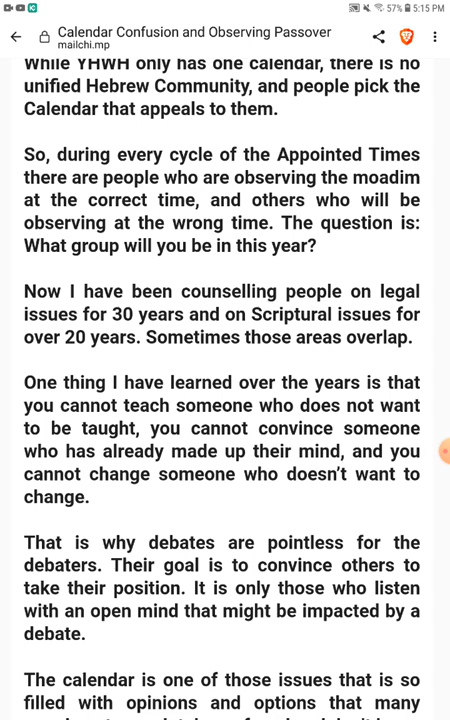 57% 5:15 PM
Calendar Confusion and Observing Passover
mailchi.mp
While YHWH only has one calendar, there is no
unified Hebrew Community, and people pick the
Calendar that appeals to them.
So, during every cycle of the Appointed Times
there are people who are observing the moadim
at the correct time, and others who will be
observing at the wrong time. The question is:
What group will you be in this year?
Now I have been counselling people on legal
issues for 30 years and on Scriptural issues for
over 20 years. Sometimes those areas overlap.
One thing I have learned over the years is that
you cannot teach someone who does not want
to be taught, you cannot convince someone
who has already made up their mind, and you
cannot change someone who doesn't want to
change.
That is why debates are pointless for the
debaters. Their goal is to convince others to
take their position. It is only those who listen
with an open mind that might be impacted by a
debate.
The calendar is one of those issues that is so
filled with opinions and options that many